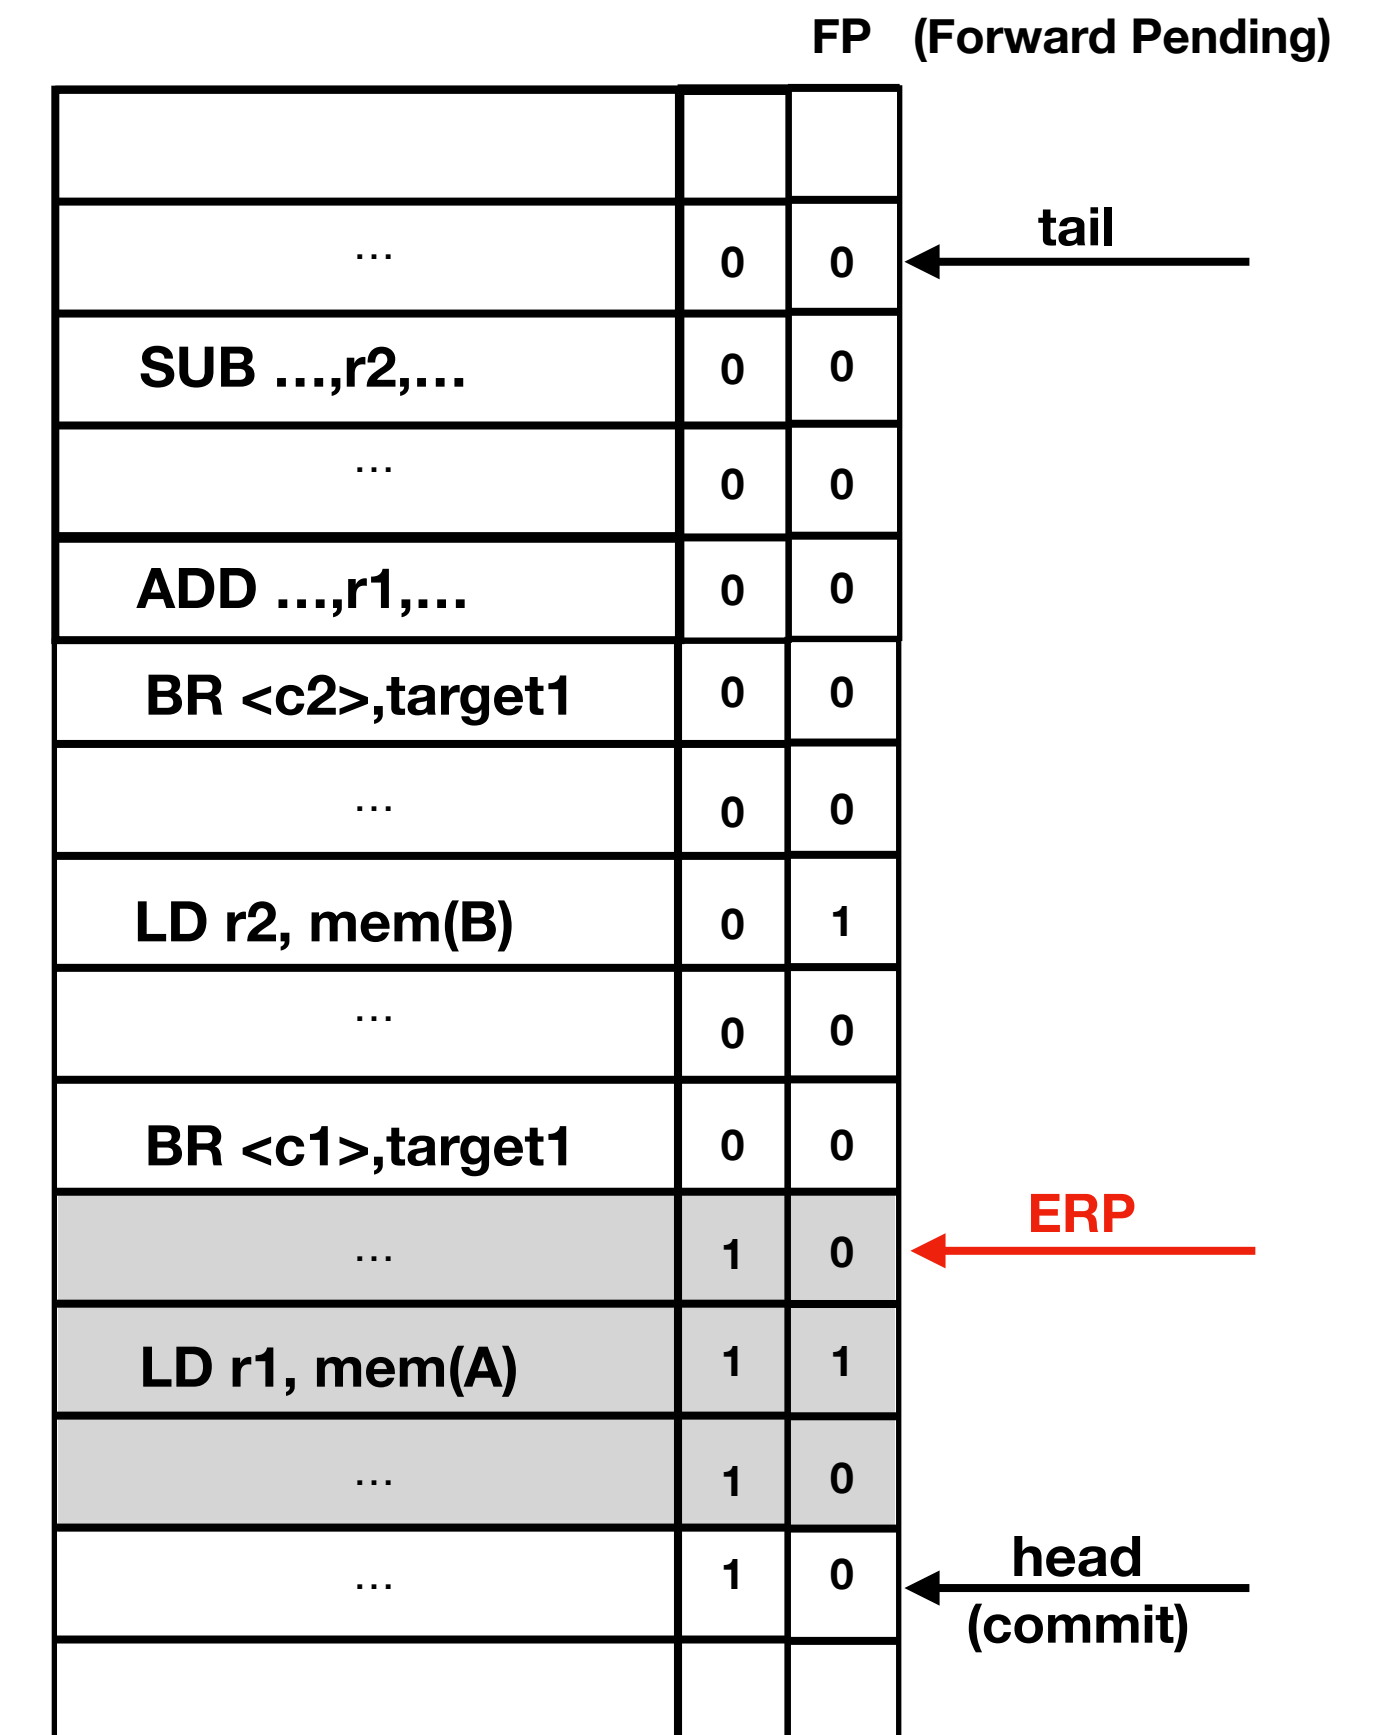 FP (Forward Pending)
tail
… 0 0
SUB …,r2,… 0 0
… 0 0
ADD …,r1,… 0 0
BR <c2>,target1 0 0
… 0 0
LD r2, mem(B) 0 1
… 0 0
BR <c1>,target1 0 0
ERP
… 1 0
LD r1, mem(A) 1 1
… 1 0
head
… 1 0
(commit)